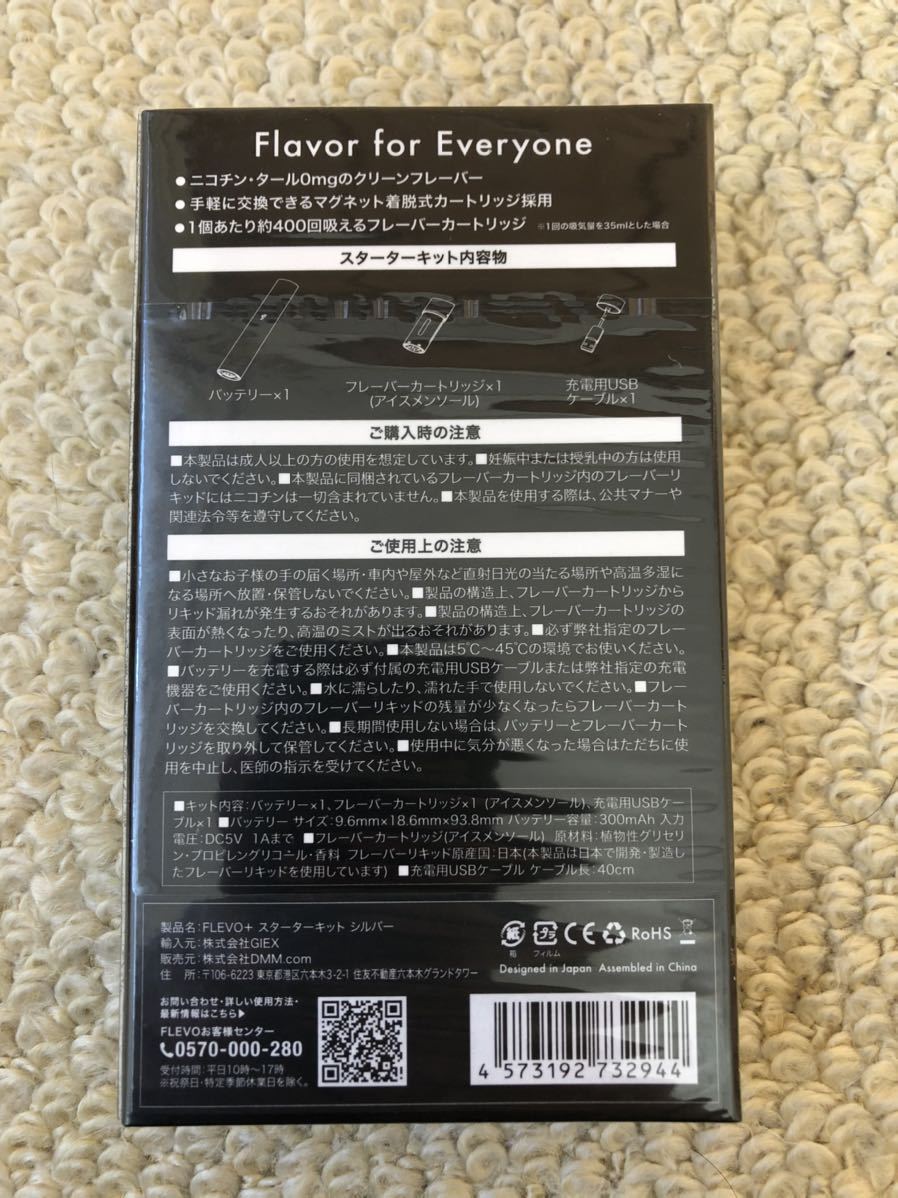 Flavor for Everyone
●ニコチン・タール0mgのクリーンフレーバー
●手軽に交換できるマグネット着脱式カートリッジ採用
●1個あたり約400回吸えるフレーバーカートリッジ ※1回の吸気量を35mlとした場合
スターターキット内容物
バッテリー×1
フレーバーカートリッジ×1
(アイスメンソール)
充電用USB
ケーブル×1
ご購入時の注意
■本製品は成人以上の方の使用を想定しています。■妊娠中または授乳中の方は使用
しないでください。■本製品に同梱されているフレーバーカートリッジ内のフレーバーリ
キッドにはニコチンは一切含まれていません。■本製品を使用する際は、公共マナーや
関連法令等を遵守してください。
ご使用上の注意
■小さなお子様の手の届く場所・車内や屋外など直射日光の当たる場所や高温多湿に
なる場所へ放置・保管しないでください。■製品の構造上、フレーバーカートリッジから
リキッド漏れが発生するおそれがあります。■製品の構造上、フレーバーカートリッジの
表面が熱くなったり、高温のミストが出るおそれがあります。■必ず弊社指定のフレー
バーカートリッジをご使用ください。■本製品は5℃〜45℃の環境でお使いください。
■バッテリーを充電する際は必ず付属の充電用USBケーブルまたは弊社指定の充電
機器をご使用ください。■水に濡らしたり、濡れた手で使用しないでください。■フレー
バーカートリッジ内のフレーバーリキッドの残量が少なくなったらフレーバーカート
リッジを交換してください。■長期間使用しない場合は、バッテリーとフレーバーカート
リッジを取り外して保管してください。■使用中に気分が悪くなった場合はただちに使
用を中止し、医師の指示を受けてください。
■キット内容:バッテリー×1、フレーバーカートリッジ×1 (アイスメンソール)、充電用USBケー
ブル×1 ■バッテリー サイズ:9.6mm×18.6mm×93.8mm バッテリー容量:300mAh 入力
電圧:DC5V 1Aまで ■フレーバーカートリッジ(アイスメンソール) 原材料:植物性グリセリ
ン・プロピレングリコール・香料 フレーバーリキッド原産国:日本(本製品は日本で開発・製造し
たフレーバーリキッドを使用しています) ■充電用USBケーブル ケーブル長:40cm
製品名:FLEVO+ スターターキット シルバー
輸入元:株式会社GIEX
販売元:株式会社DMM.com
住 所:〒106-6223 東京都港区六本木3-2-1 住友不動産六本木グランドタワー
紙 プラ CE RoHS
箱 フィルム
Designed in Japan Assembled in China
お問い合わせ・詳しい使用方法・
最新情報はこちら▶
FLEVOお客様センター
0570-000-280
受付時間:平日10時〜17時
※祝祭日・特定季節休業日を除く。
4 573192 732944